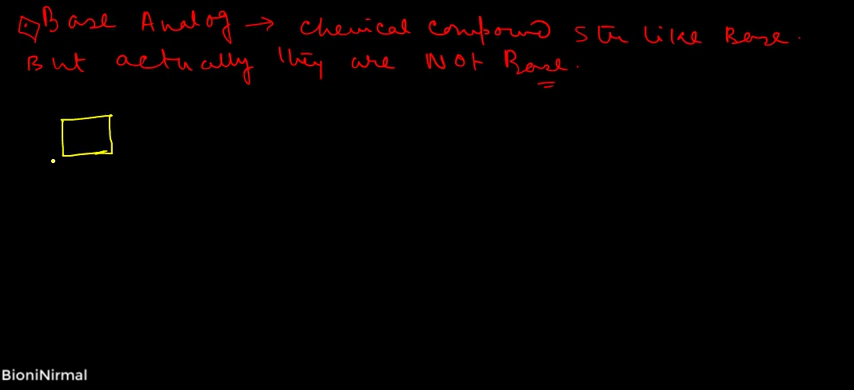 Base Analog → Chemical compound Str like Base.
But actually they are Not Base.
BioniNirmal